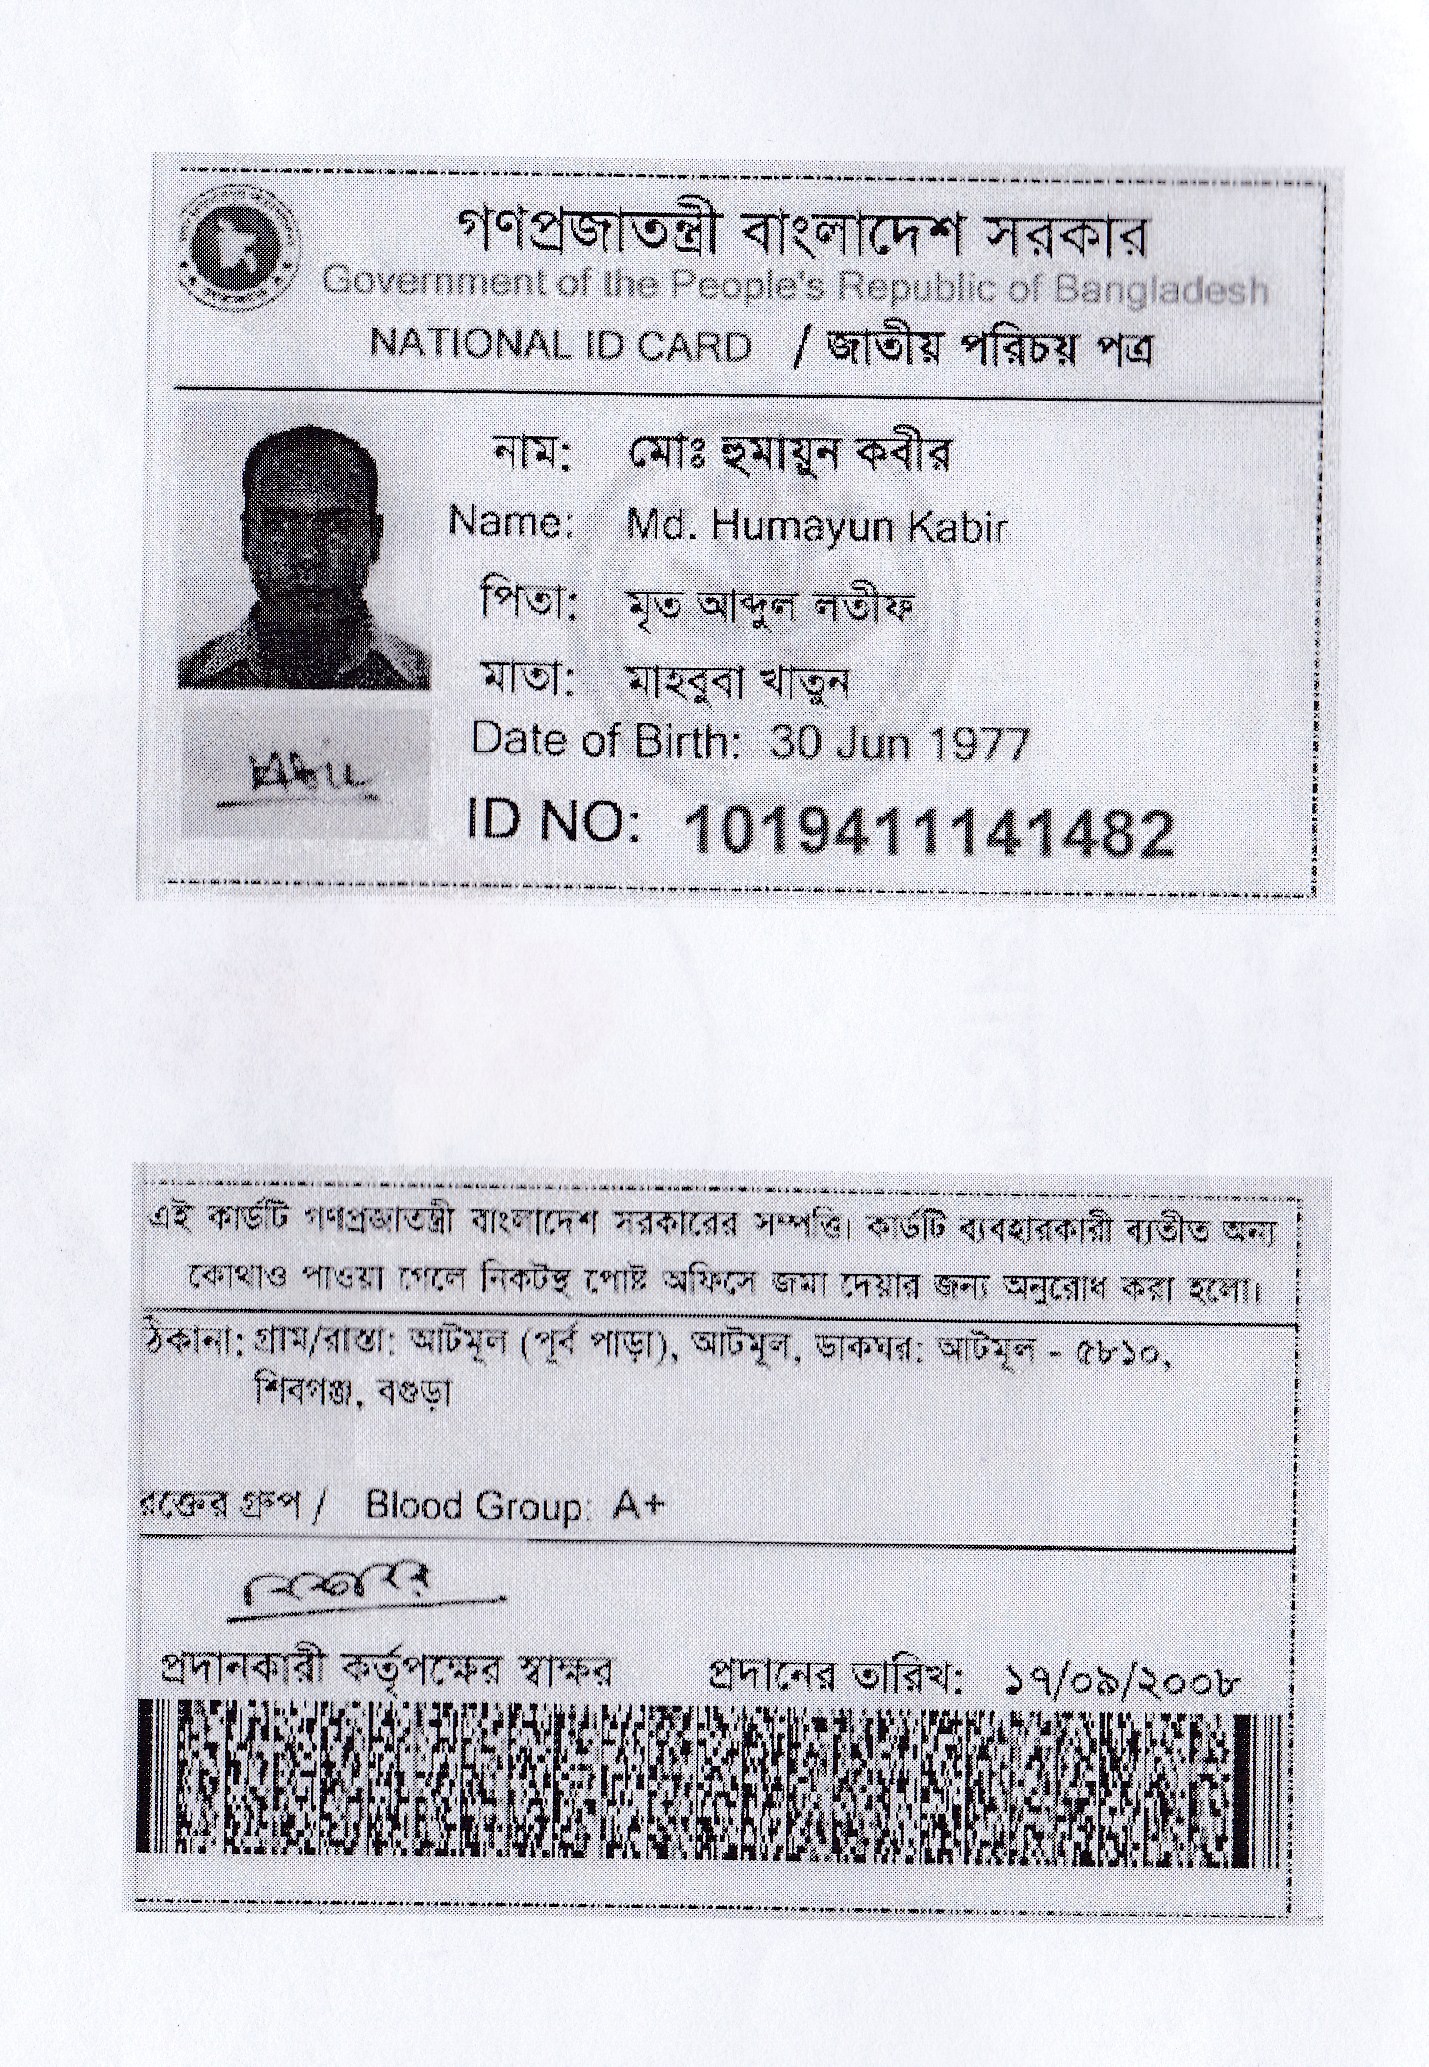 গণপ্রজাতন্ত্রী বাংলাদেশ সরকার
Government of the People's Republic of Bangladesh
NATIONAL ID CARD / জাতীয় পরিচয় পত্র
নাম: মোঃ হুমায়ুন কবীর
Name: Md. Humayun Kabir
পিতা: মৃত আব্দুল লতীফ
মাতা: মাহবুবা খাতুন
Date of Birth: 30 Jun 1977
ID NO: 1019411141482
এই কার্ডটি গণপ্রজাতন্ত্রী বাংলাদেশ সরকারের সম্পত্তি। কার্ডটি ব্যবহারকারী ব্যতীত অন্য
কোথাও পাওয়া গেলে নিকটস্থ পোষ্ট অফিসে জমা দেয়ার জন্য অনুরোধ করা হলো।
ঠিকানা: গ্রাম/রাস্তা: আটমূল (পূর্ব পাড়া), আটমূল, ডাকঘর: আটমূল - ৫৮১০,
শিবগঞ্জ, বগুড়া
রক্তের গ্রুপ / Blood Group: A+
প্রদানকারী কর্তৃপক্ষের স্বাক্ষর প্রদানের তারিখ: ১৭/০৯/২০০৮